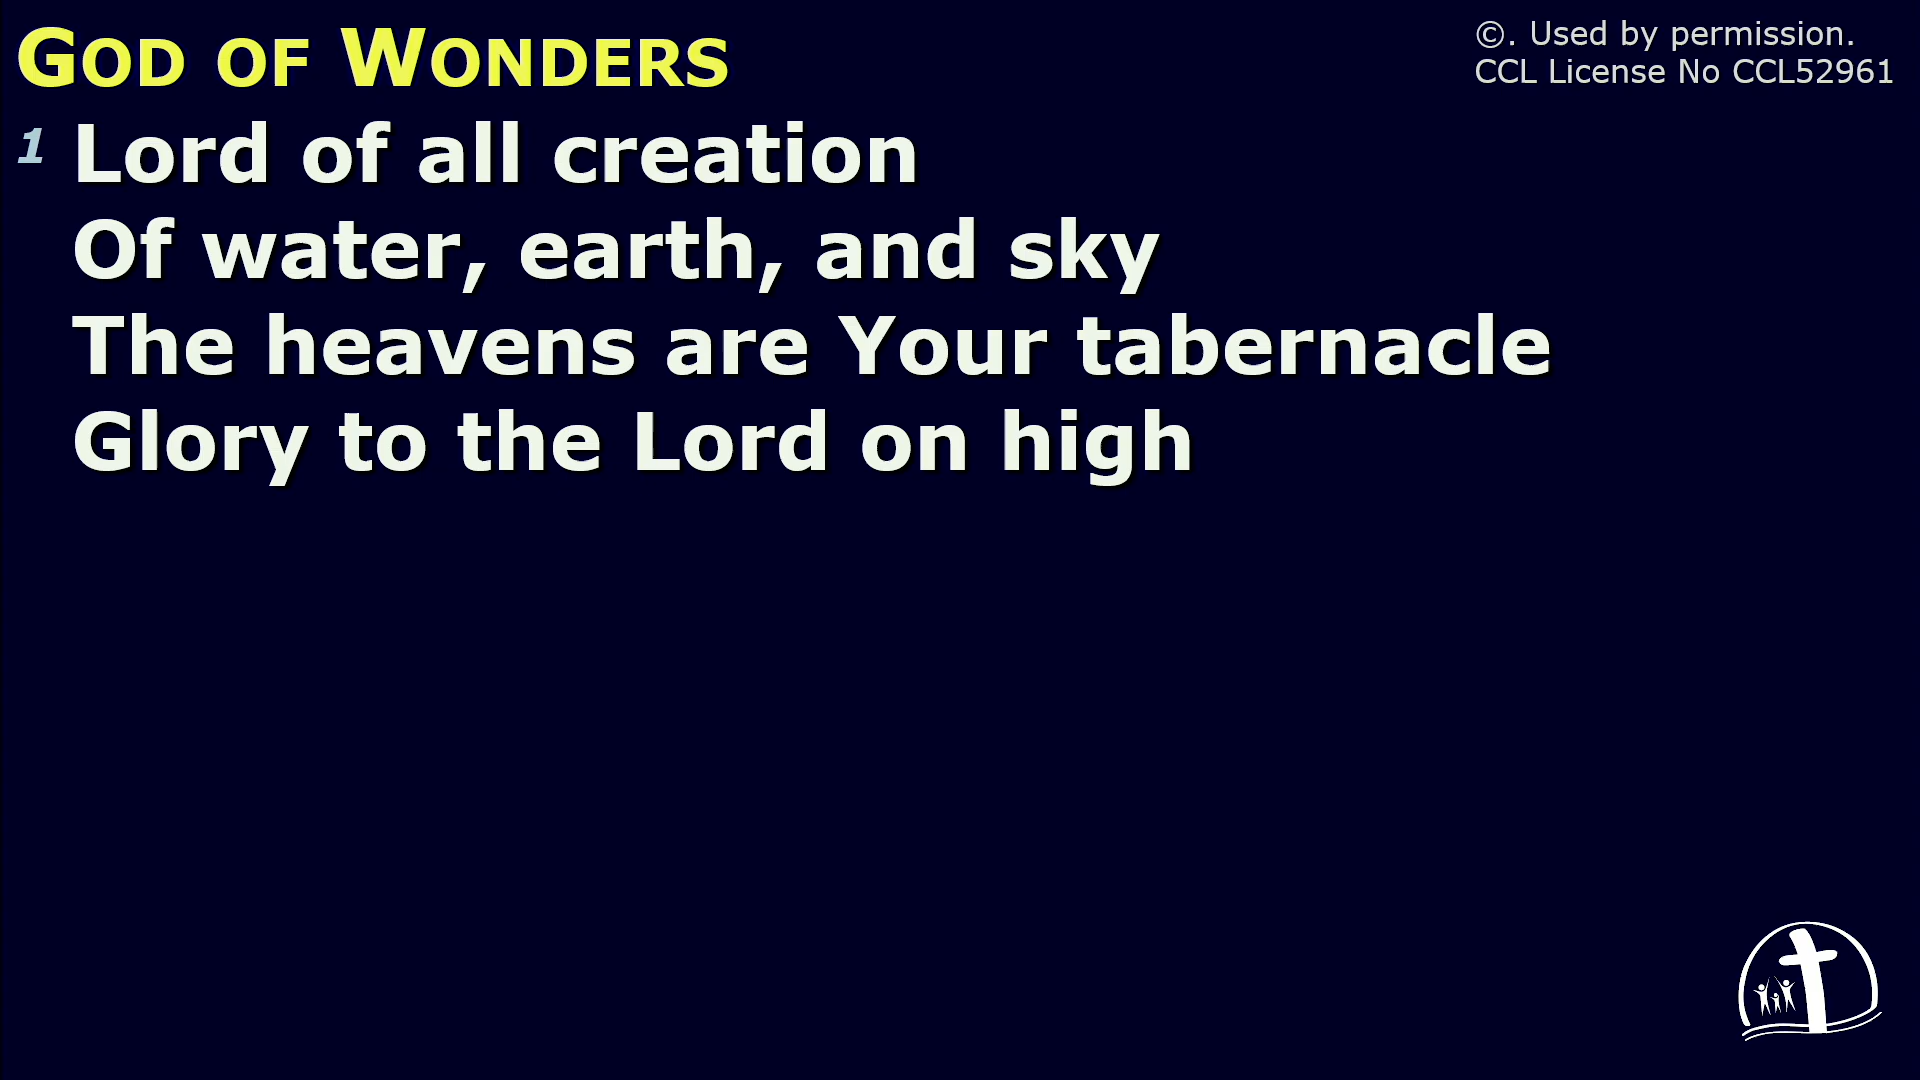 GOD OF WONDERS
©. Used by permission.
CCL License No CCL52961
1 Lord of all creation
Of water, earth, and sky
The heavens are Your tabernacle
Glory to the Lord on high